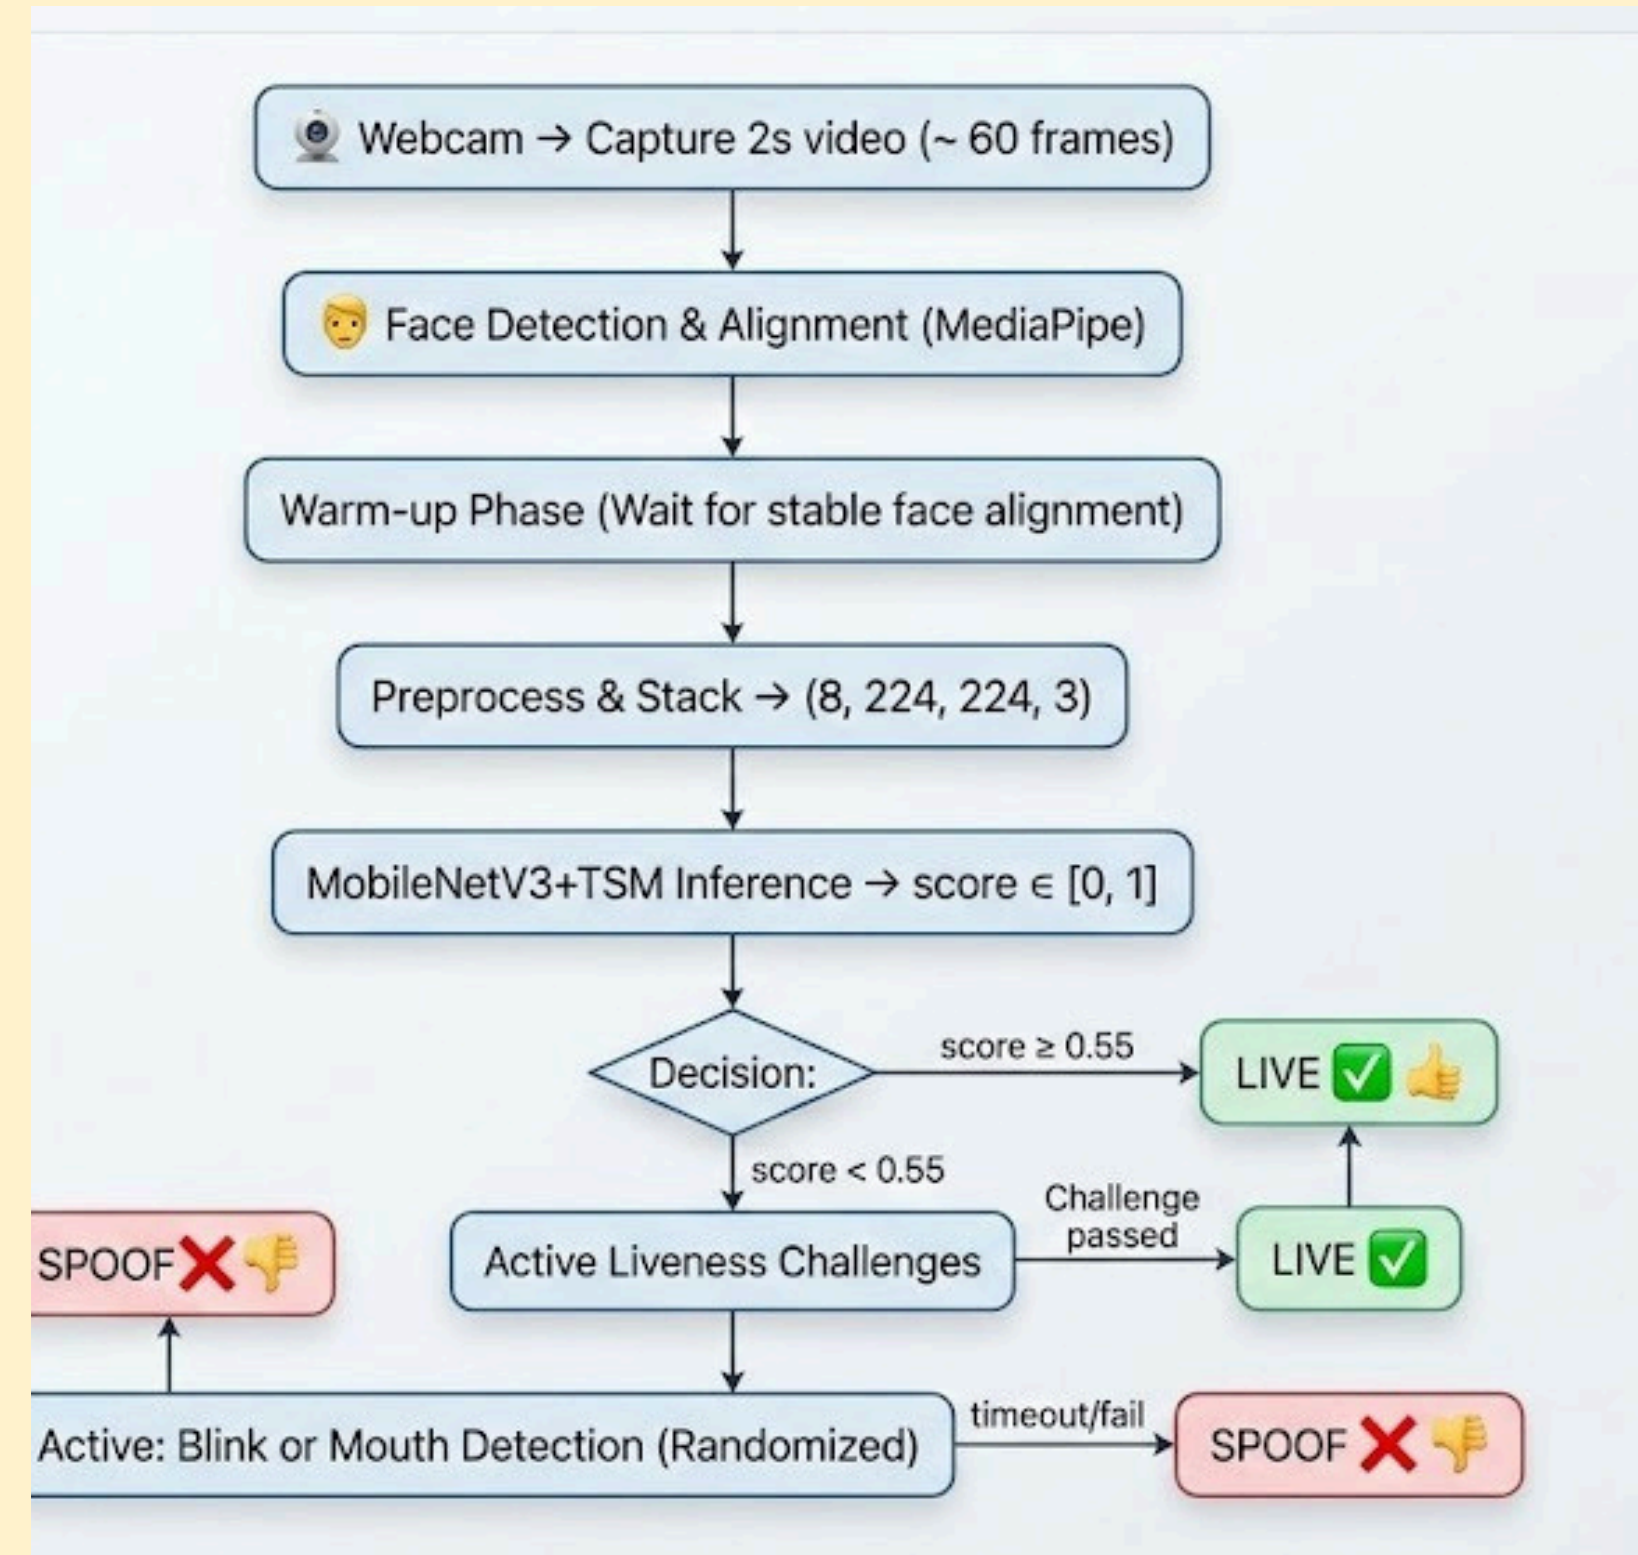 Webcam → Capture 2s video (~ 60 frames)
Face Detection & Alignment (MediaPipe)
Warm-up Phase (Wait for stable face alignment)
Preprocess & Stack → (8, 224, 224, 3)
MobileNetV3+TSM Inference → score ∈ [0, 1]
Decision:
score ≥ 0.55
LIVE ✅ 👍
score < 0.55
SPOOF❌👎
Active Liveness Challenges
Challenge
passed
LIVE ✅
Active: Blink or Mouth Detection (Randomized)
timeout/fail
SPOOF ❌ 👎